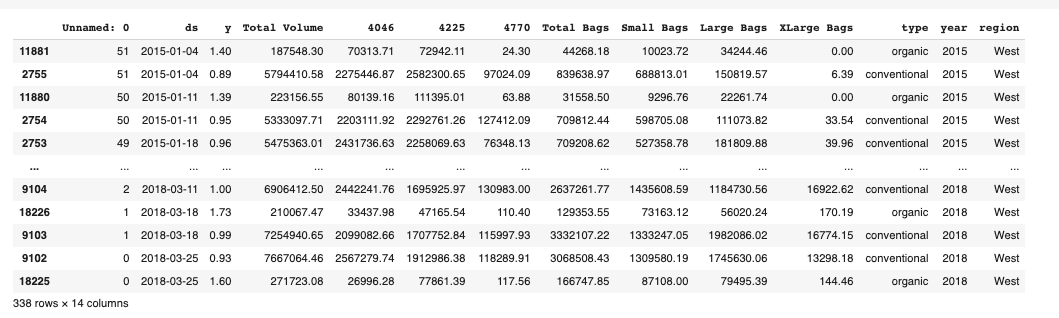 Unnamed: 0 ds y Total Volume 4046 4225 4770 Total Bags Small Bags Large Bags XLarge Bags type year region
11881 51 2015-01-04 1.40 187548.30 70313.71 72942.11 24.30 44268.18 10023.72 34244.46 0.00 organic 2015 West
2755 51 2015-01-04 0.89 5794410.58 2275446.87 2582300.65 97024.09 839638.97 688813.01 150819.57 6.39 conventional 2015 West
11880 50 2015-01-11 1.39 223156.55 80139.16 111395.01 63.88 31558.50 9296.76 22261.74 0.00 organic 2015 West
2754 50 2015-01-11 0.95 5333097.71 2203111.92 2292761.26 127412.09 709812.44 598705.08 111073.82 33.54 conventional 2015 West
2753 49 2015-01-18 0.96 5475363.01 2431736.63 2258069.63 76348.13 709208.62 527358.78 181809.88 39.96 conventional 2015 West
... ... ... ... ... ... ... ... ... ... ... ... ... ... ...
9104 2 2018-03-11 1.00 6906412.50 2442241.76 1695925.97 130983.00 2637261.77 1435608.59 1184730.56 16922.62 conventional 2018 West
18226 1 2018-03-18 1.73 210067.47 33437.98 47165.54 110.40 129353.55 73163.12 56020.24 170.19 organic 2018 West
9103 1 2018-03-18 0.99 7254940.65 2099082.66 1707752.84 115997.93 3332107.22 1333247.05 1982086.02 16774.15 conventional 2018 West
9102 0 2018-03-25 0.93 7667064.46 2567279.74 1912986.38 118289.91 3068508.43 1309580.19 1745630.06 13298.18 conventional 2018 West
18225 0 2018-03-25 1.60 271723.08 26996.28 77861.39 117.56 166747.85 87108.00 79495.39 144.46 organic 2018 West
338 rows × 14 columns